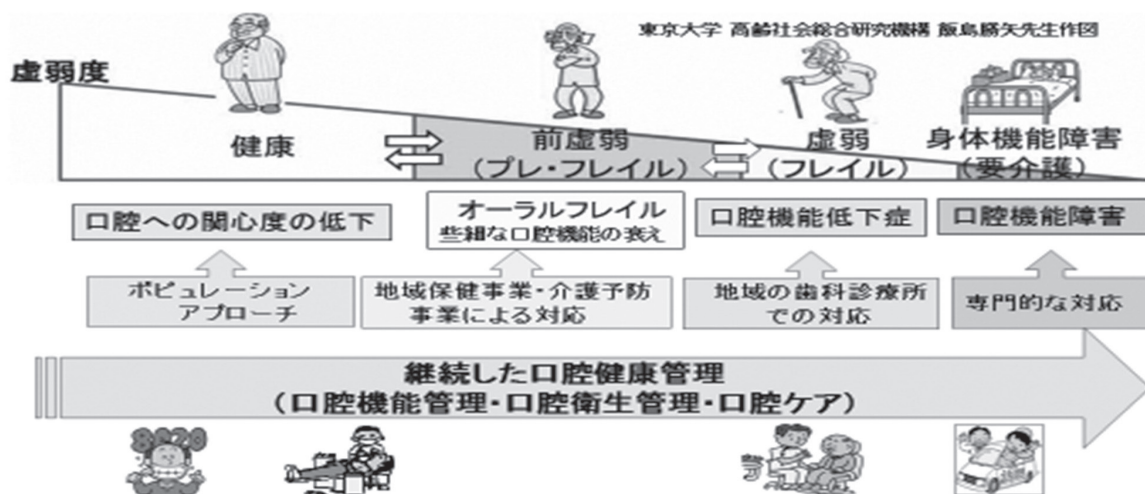 東京大学 高齢社会総合研究機構 飯島勝矢先生作図
虚弱度
健康
前虚弱
(プレ・フレイル)
虚弱
(フレイル)
身体機能障害
(要介護)
口腔への関心度の低下
オーラルフレイル
些細な口腔機能の衰え
口腔機能低下症
口腔機能障害
ポピュレーション
アプローチ
地域保健事業・介護予防
事業による対応
地域の歯科診療所
での対応
専門的な対応
継続した口腔健康管理
(口腔機能管理・口腔衛生管理・口腔ケア)
8020